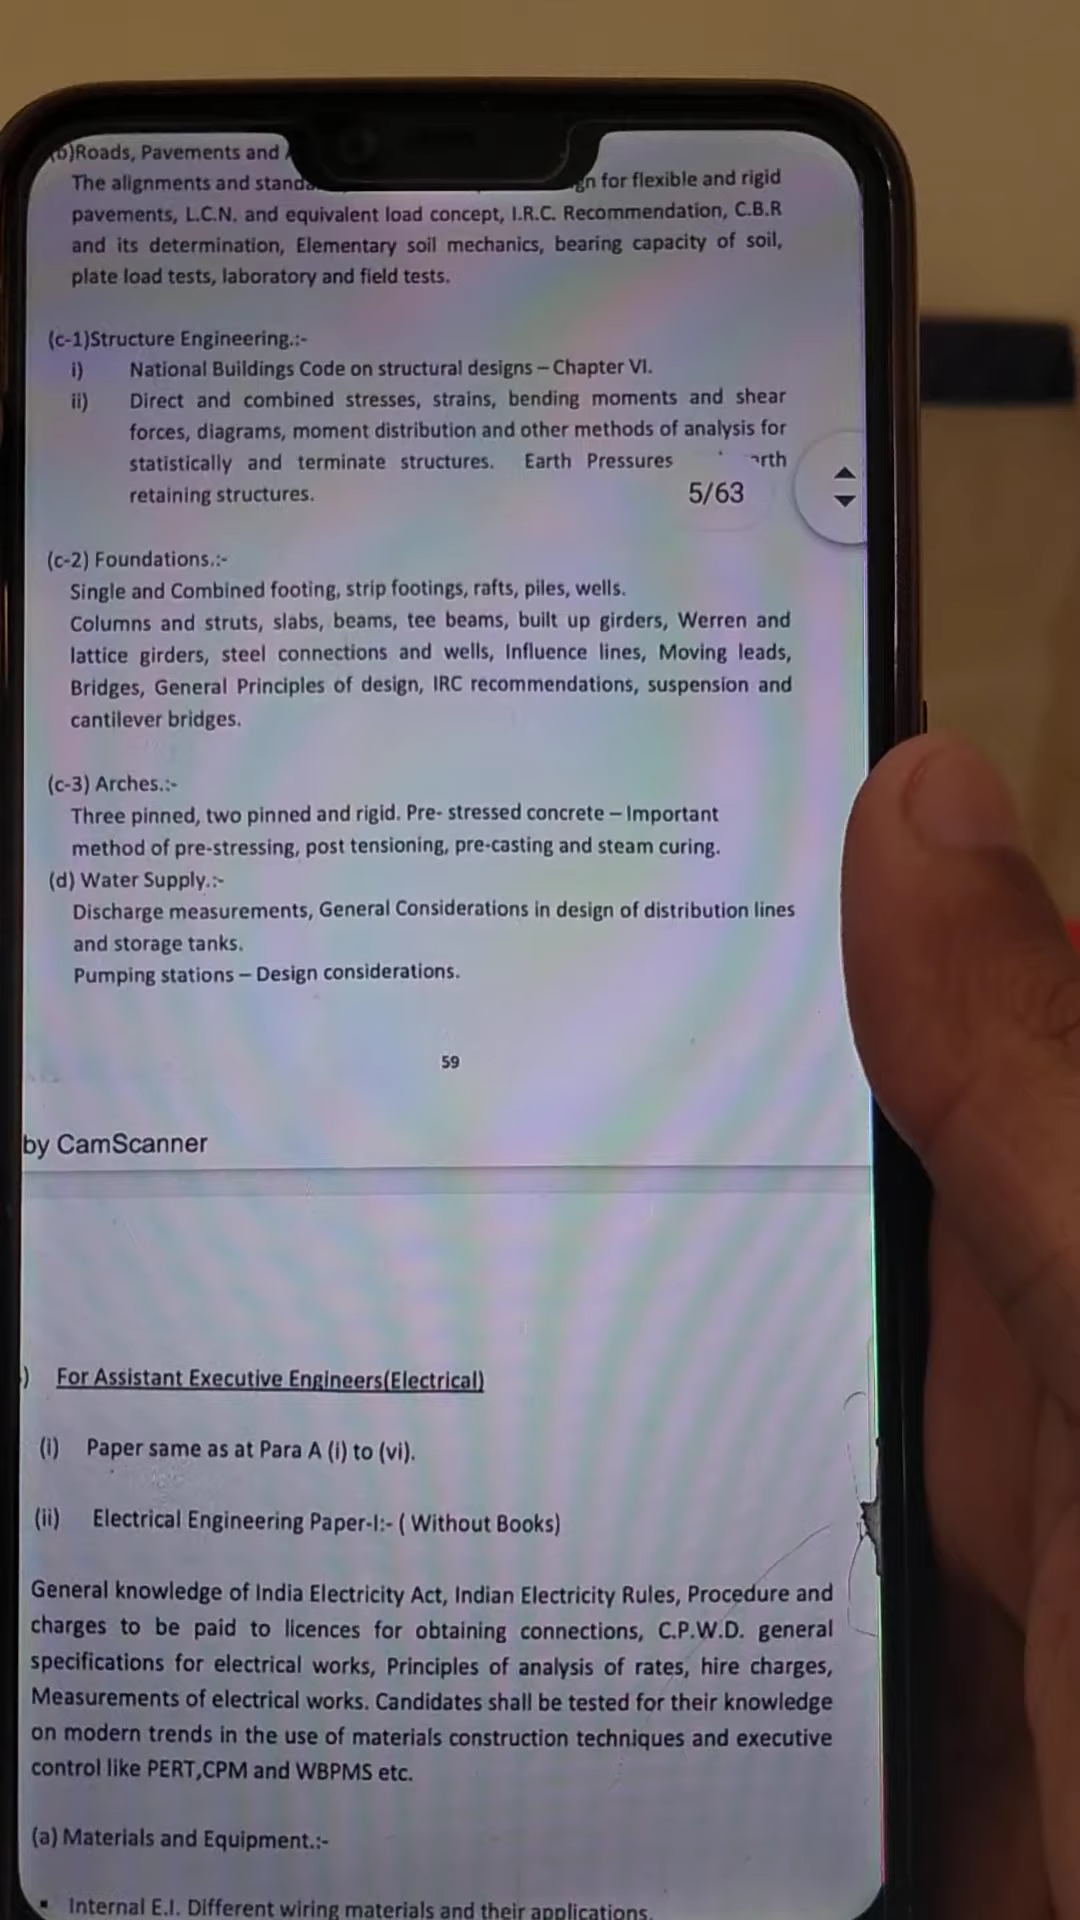 b)Roads, Pavements and
The alignments and for flexible and rigid
pavements, L.C.N. and equivalent load concept, I.R.C. Recommendation, C.B.R
and its determination, Elementary soil mechanics, bearing capacity of soil,
plate load tests, laboratory and field tests.
(c-1)Structure Engineering.:-
i) National Buildings Code on structural designs – Chapter VI.
ii) Direct and combined stresses, strains, bending moments and shear
forces, diagrams, moment distribution and other methods of analysis for
statistically and terminate structures. Earth Pressures
retaining structures.
5/63
(c-2) Foundations.:-
Single and Combined footing, strip footings, rafts, piles, wells.
Columns and struts, slabs, beams, tee beams, built up girders, Werren and
lattice girders, steel connections and wells, Influence lines, Moving leads,
Bridges, General Principles of design, IRC recommendations, suspension and
cantilever bridges.
(c-3) Arches.:-
Three pinned, two pinned and rigid. Pre- stressed concrete – Important
method of pre-stressing, post tensioning, pre-casting and steam curing.
(d) Water Supply.:-
Discharge measurements, General Considerations in design of distribution lines
and storage tanks.
Pumping stations – Design considerations.
59
by CamScanner
) For Assistant Executive Engineers(Electrical)
(i) Paper same as at Para A (i) to (vi).
(ii) Electrical Engineering Paper-I:- ( Without Books)
General knowledge of India Electricity Act, Indian Electricity Rules, Procedure and
charges to be paid to licences for obtaining connections, C.P.W.D. general
specifications for electrical works, Principles of analysis of rates, hire charges,
Measurements of electrical works. Candidates shall be tested for their knowledge
on modern trends in the use of materials construction techniques and executive
control like PERT,CPM and WBPMS etc.
(a) Materials and Equipment.:-
▪ Internal E.I. Different wiring materials and their applications.